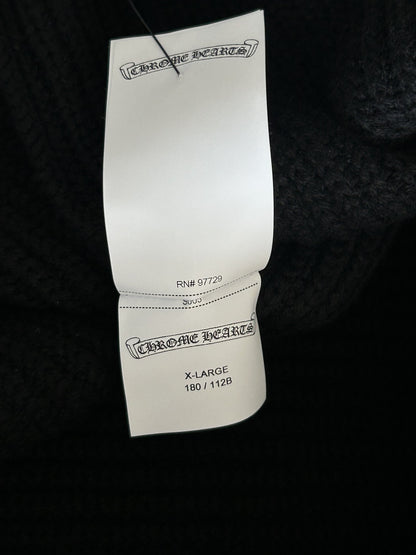 CHROME HEARTS
RN# 97729
CHROME HEARTS
X-LARGE
180 / 112B